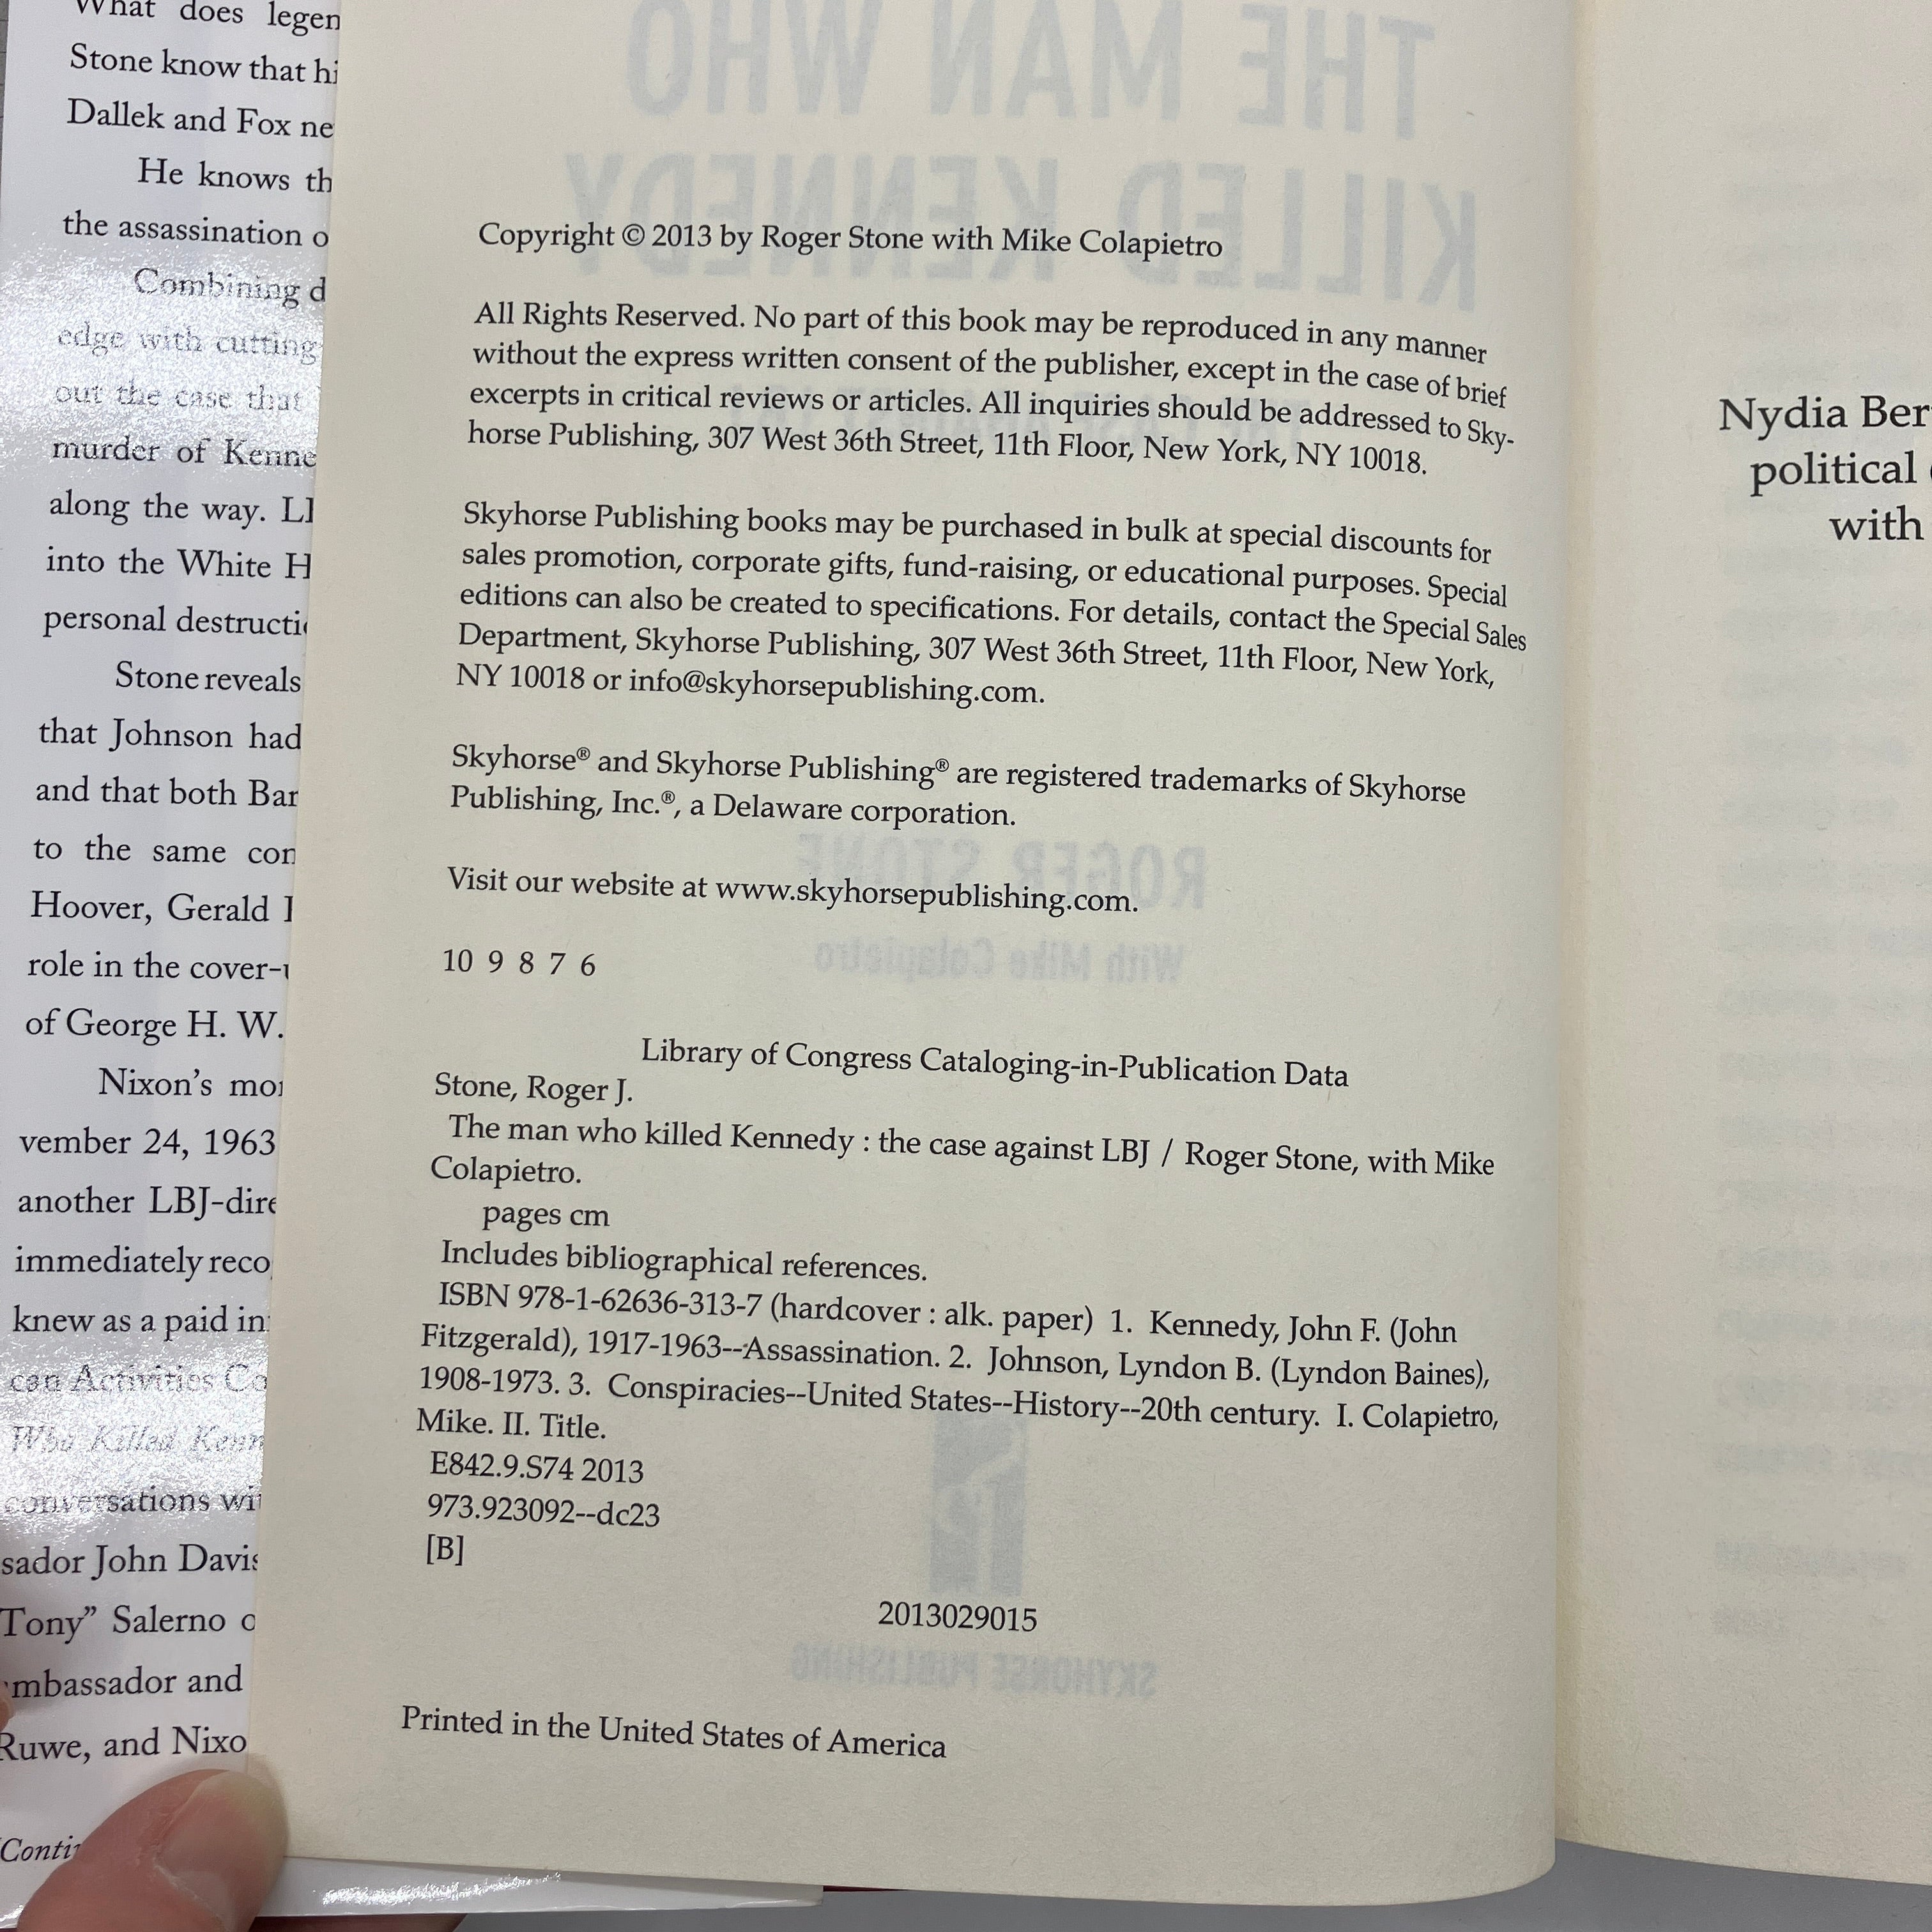 What does legen
Stone know that hi
Dallek and Fox ne
He knows th
the assassination o
Combining d
edge with cutting
out the case that
murder of Kenne
along the way. L
into the White H
personal destructi
Stone reveals
that Johnson had
and that both Bar
to the same con
Hoover, Gerald
role in the cover-u
of George H. W.
Nixon's mo
vember 24, 1963
another LBJ-dire
immediately reco
knew as a paid in
can Activities Co
Who Killed Kenn
conversations wi
sador John Davis
Tony” Salerno o
mbassador and
Ruwe, and Nixo
Conti
THE MAN WHO
KILLED KENNEDY
Copyright © 2013 by Roger Stone with Mike Colapietro
All Rights Reserved. No part of this book may be reproduced in any manner
without the express written consent of the publisher, except in the case of brief
excerpts in critical reviews or articles. All inquiries should be addressed to Sky-
horse Publishing, 307 West 36th Street, 11th Floor, New York, NY 10018.
Skyhorse Publishing books may be purchased in bulk at special discounts for
sales promotion, corporate gifts, fund-raising, or educational purposes. Special
editions can also be created to specifications. For details, contact the Special Sales
Department, Skyhorse Publishing, 307 West 36th Street, 11th Floor, New York,
NY 10018 or info@skyhorsepublishing.com.
Skyhorse® and Skyhorse Publishing® are registered trademarks of Skyhorse
Publishing, Inc.®, a Delaware corporation.
ROGER STONE
Visit our website at www.skyhorsepublishing.com.
With Mike Colapietro
10 9 8 7 6
Library of Congress Cataloging-in-Publication Data
Stone, Roger J.
The man who killed Kennedy : the case against LBJ / Roger Stone, with Mike
Colapietro.
pages cm
Includes bibliographical references.
ISBN 978-1-62636-313-7 (hardcover : alk. paper) 1. Kennedy, John F. (John
Fitzgerald), 1917-1963--Assassination. 2. Johnson, Lyndon B. (Lyndon Baines),
1908-1973. 3. Conspiracies--United States--History--20th century. I. Colapietro,
Mike. II. Title.
E842.9.S74 2013
973.923092--dc23
[B]
2013029015
SKYHORSE PUBLISHING
Printed in the United States of America
Nydia Ber
political
with